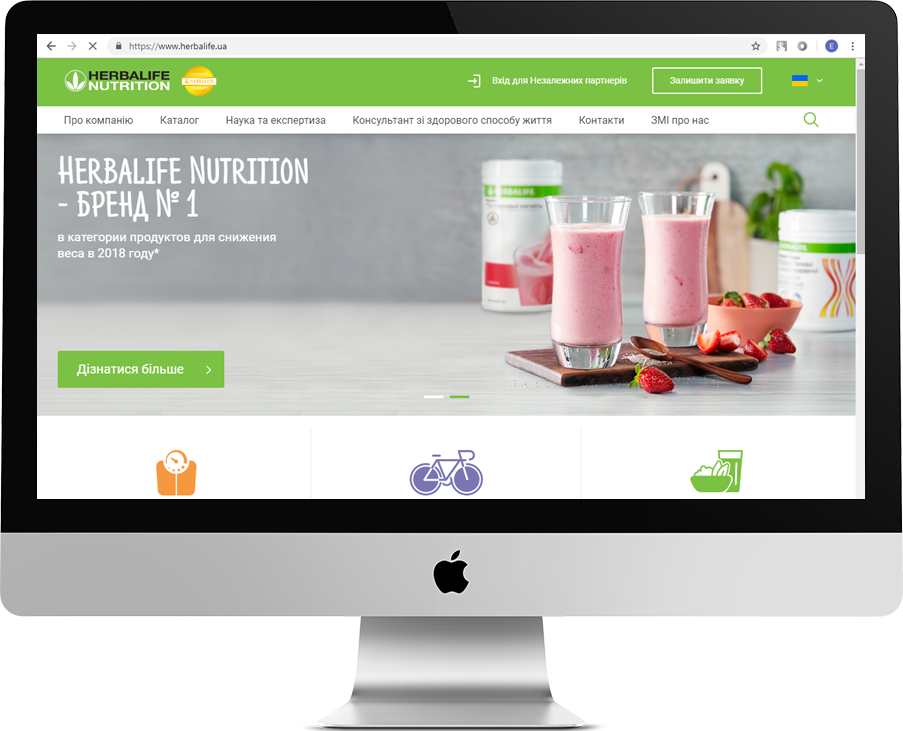 https://www.herbalife.ua
E
HERBALIFE
NUTRITION
Вхід для Незалежних партнерів
Залишити заявку
Про компанію
Каталог
Наука та експертиза
Консультант зі здорового способу життя
Контакти
ЗМІ про нас
HERBALIFE NUTRITION
- БРЕНД № 1
в категории продуктов для снижения
веса в 2018 году*
HERBALIFE
Дізнатися більше